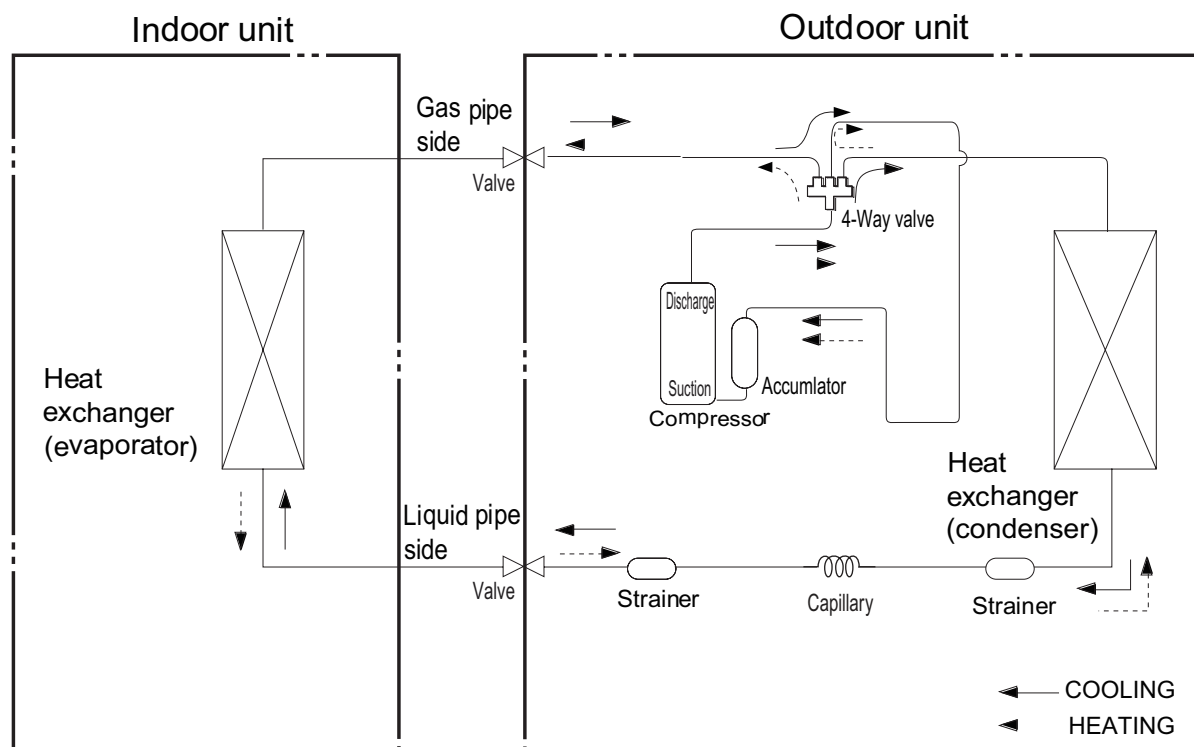 Indoor unit
Outdoor unit
Gas pipe
side
Valve
4-Way valve
Discharge
Suction
Accumlator
Compressor
Heat
exchanger
(evaporator)
Heat
exchanger
(condenser)
Liquid pipe
side
Valve
Strainer
Capillary
Strainer
COOLING
HEATING